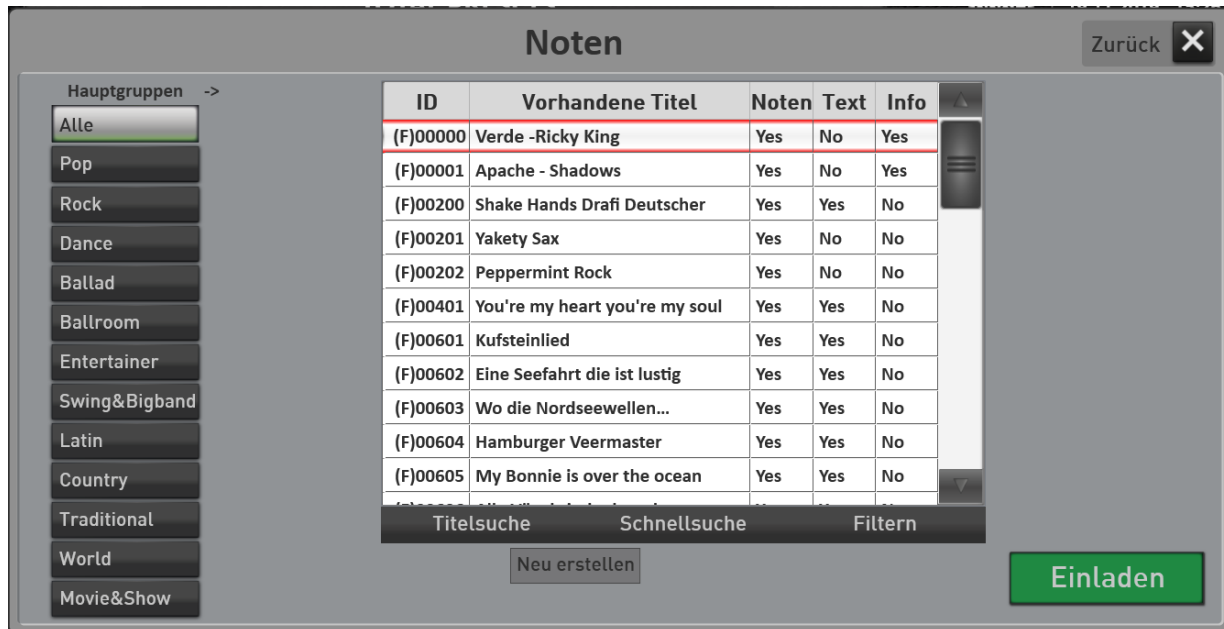 Noten
Zurück
Hauptgruppen ->
Alle
Pop
Rock
Dance
Ballad
Ballroom
Entertainer
Swing&Bigband
Latin
Country
Traditional
World
Movie&Show
ID Vorhandene Titel Noten Text Info
(F)00000 Verde -Ricky King Yes No Yes
(F)00001 Apache - Shadows Yes No Yes
(F)00200 Shake Hands Drafi Deutscher Yes Yes No
(F)00201 Yakety Sax Yes No No
(F)00202 Peppermint Rock Yes No No
(F)00401 You're my heart you're my soul Yes Yes No
(F)00601 Kufsteinlied Yes Yes No
(F)00602 Eine Seefahrt die ist lustig Yes Yes No
(F)00603 Wo die Nordseewellen... Yes Yes No
(F)00604 Hamburger Veermaster Yes Yes No
(F)00605 My Bonnie is over the ocean Yes Yes No
Titelsuche Schnellsuche Filtern
Neu erstellen
Einladen